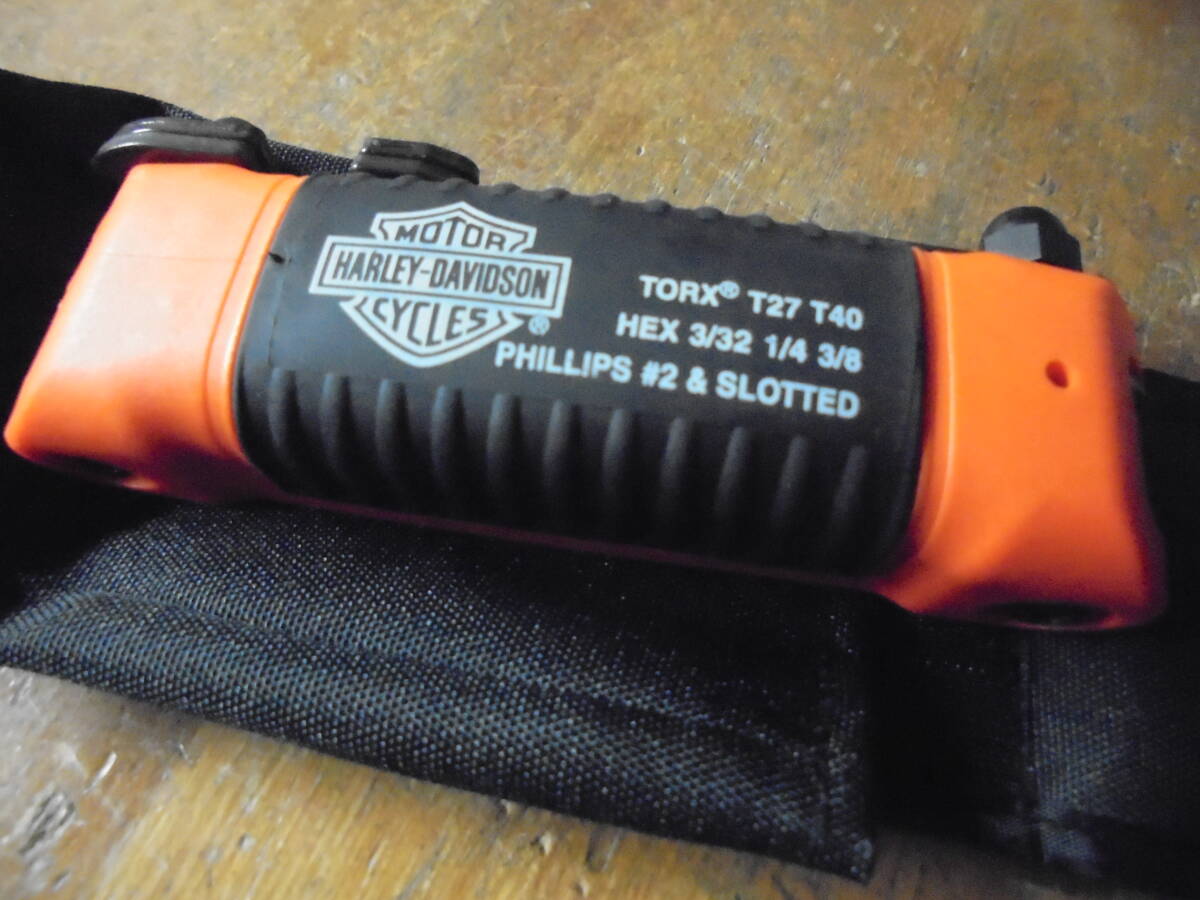 MOTOR
HARLEY-DAVIDSON
CYCLES®
TORX® T27 T40
HEX 3/32 1/4 3/8
PHILLIPS #2 & SLOTTED